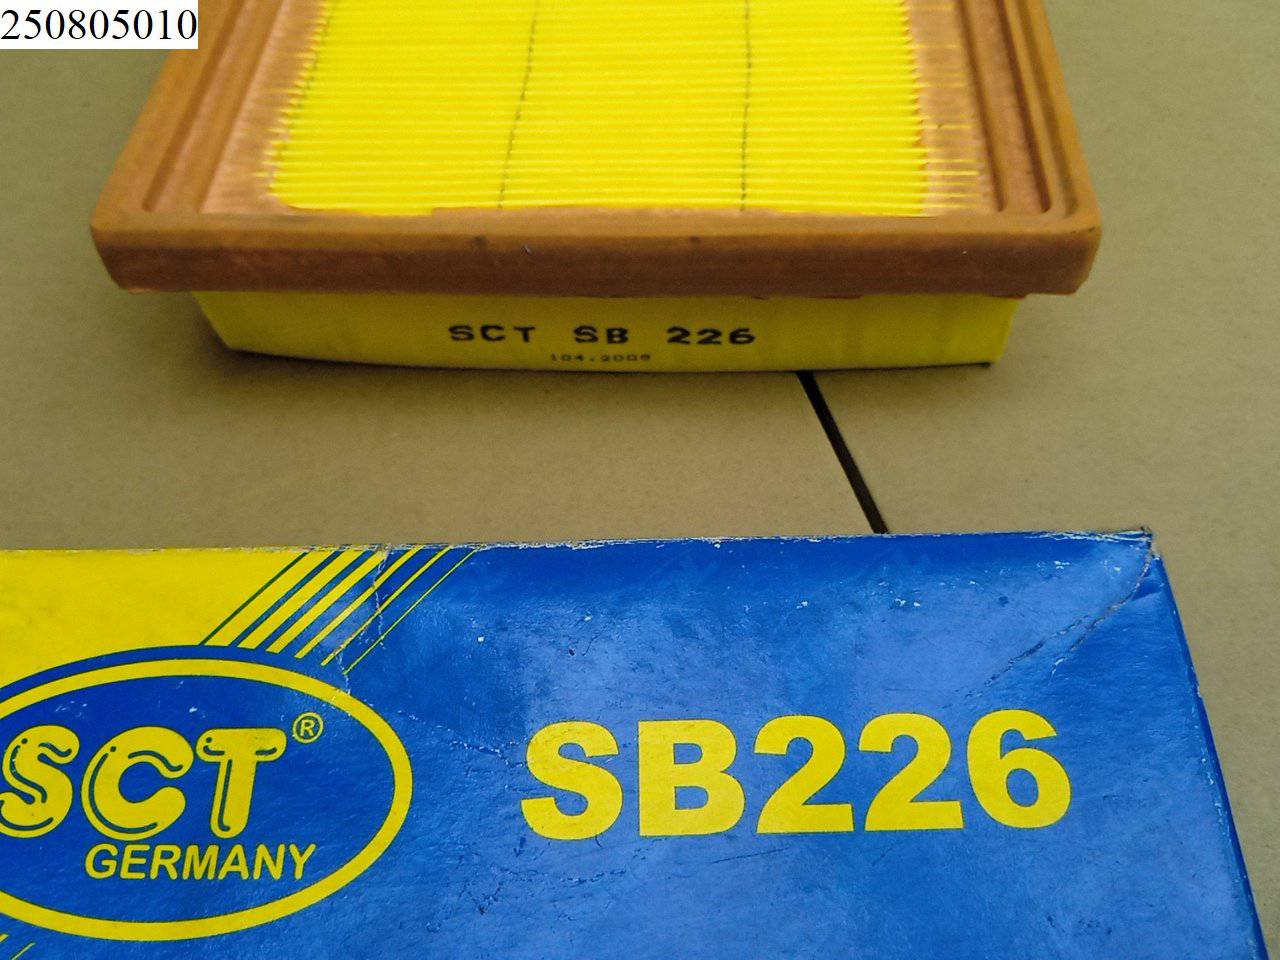 250805010
SCT SB 226
104.2008
SCT®
GERMANY
SB226